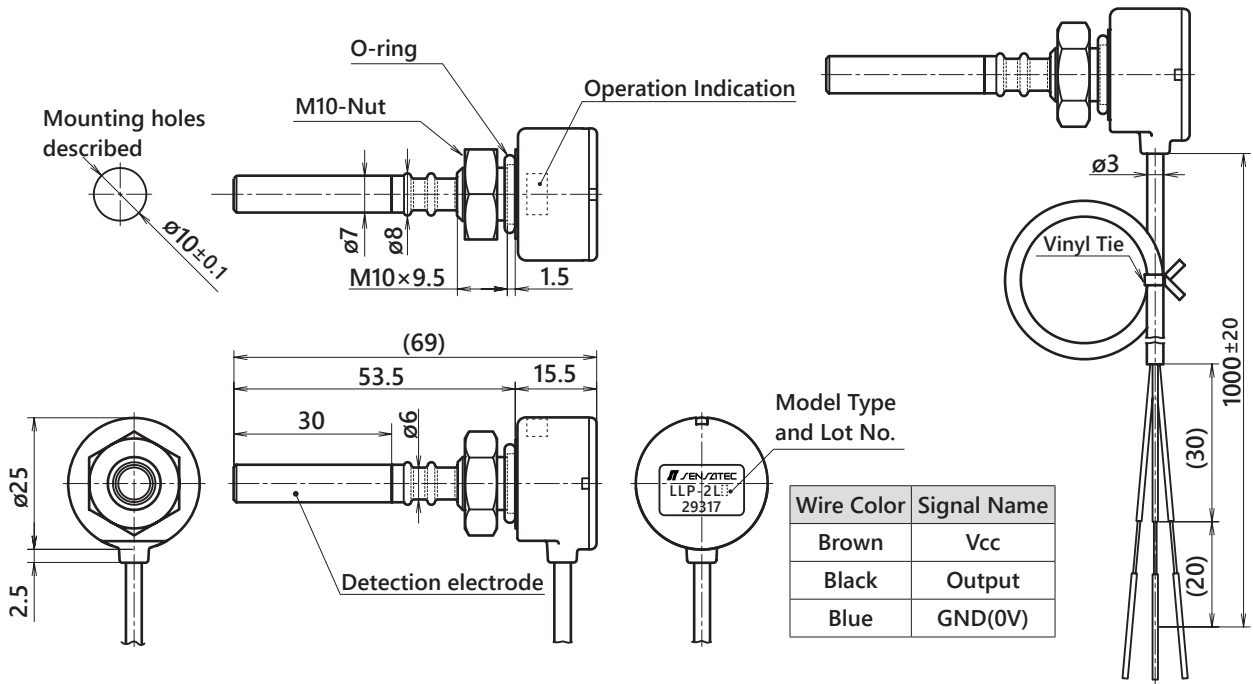 O-ring
Operation Indication
M10-Nut
Mounting holes
described
ø10±0.1
ø7
ø8
M10×9.5
1.5
ø3
Vinyl Tie
1000±20
(30)
(20)
(69)
53.5
15.5
30
ø6
ø25
2.5
Detection electrode
Model Type
and Lot No.
SENSATEC
LLP-2L
29317
Wire Color Signal Name
Brown Vcc
Black Output
Blue GND(0V)